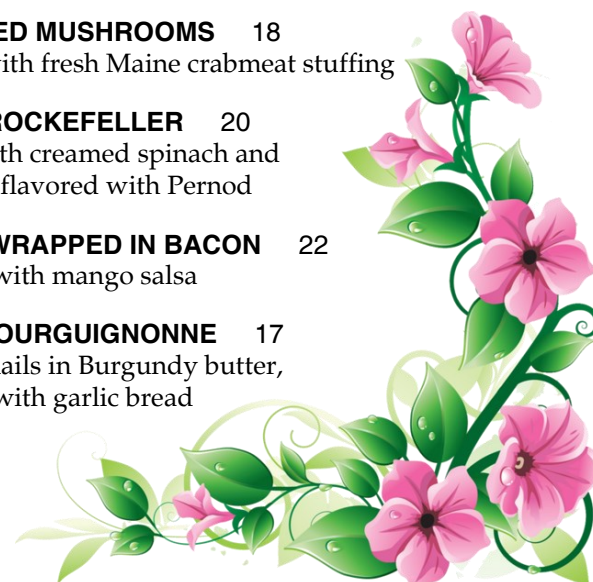 ED MUSHROOMS 18
with fresh Maine crabmeat stuffing
ROCKEFELLER 20
th creamed spinach and
flavored with Pernod
WRAPPED IN BACON 22
with mango salsa
OURGUIGNONNE 17
ails in Burgundy butter,
with garlic bread